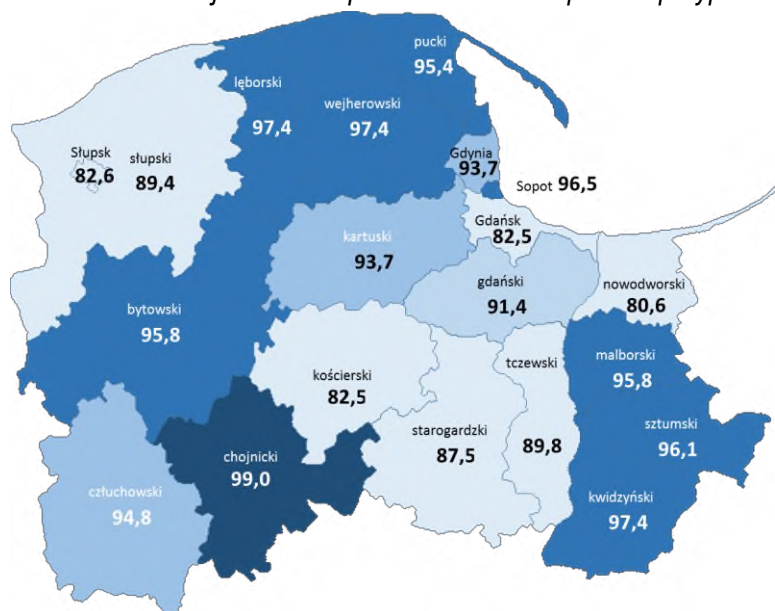 pucki
95,4
lęborski
97,4
wejherowski
97,4
Słupsk
82,6
słupski
89,4
Gdynia
93,7
Sopot 96,5
Gdańsk
82,5
kartuski
93,7
gdański
91,4
nowodworski
80,6
bytowski
95,8
kościerski
82,5
tczewski
89,8
malborski
95,8
starogardzki
87,5
sztumski
96,1
chojnicki
99,0
człuchowski
94,8
kwidzyński
97,4